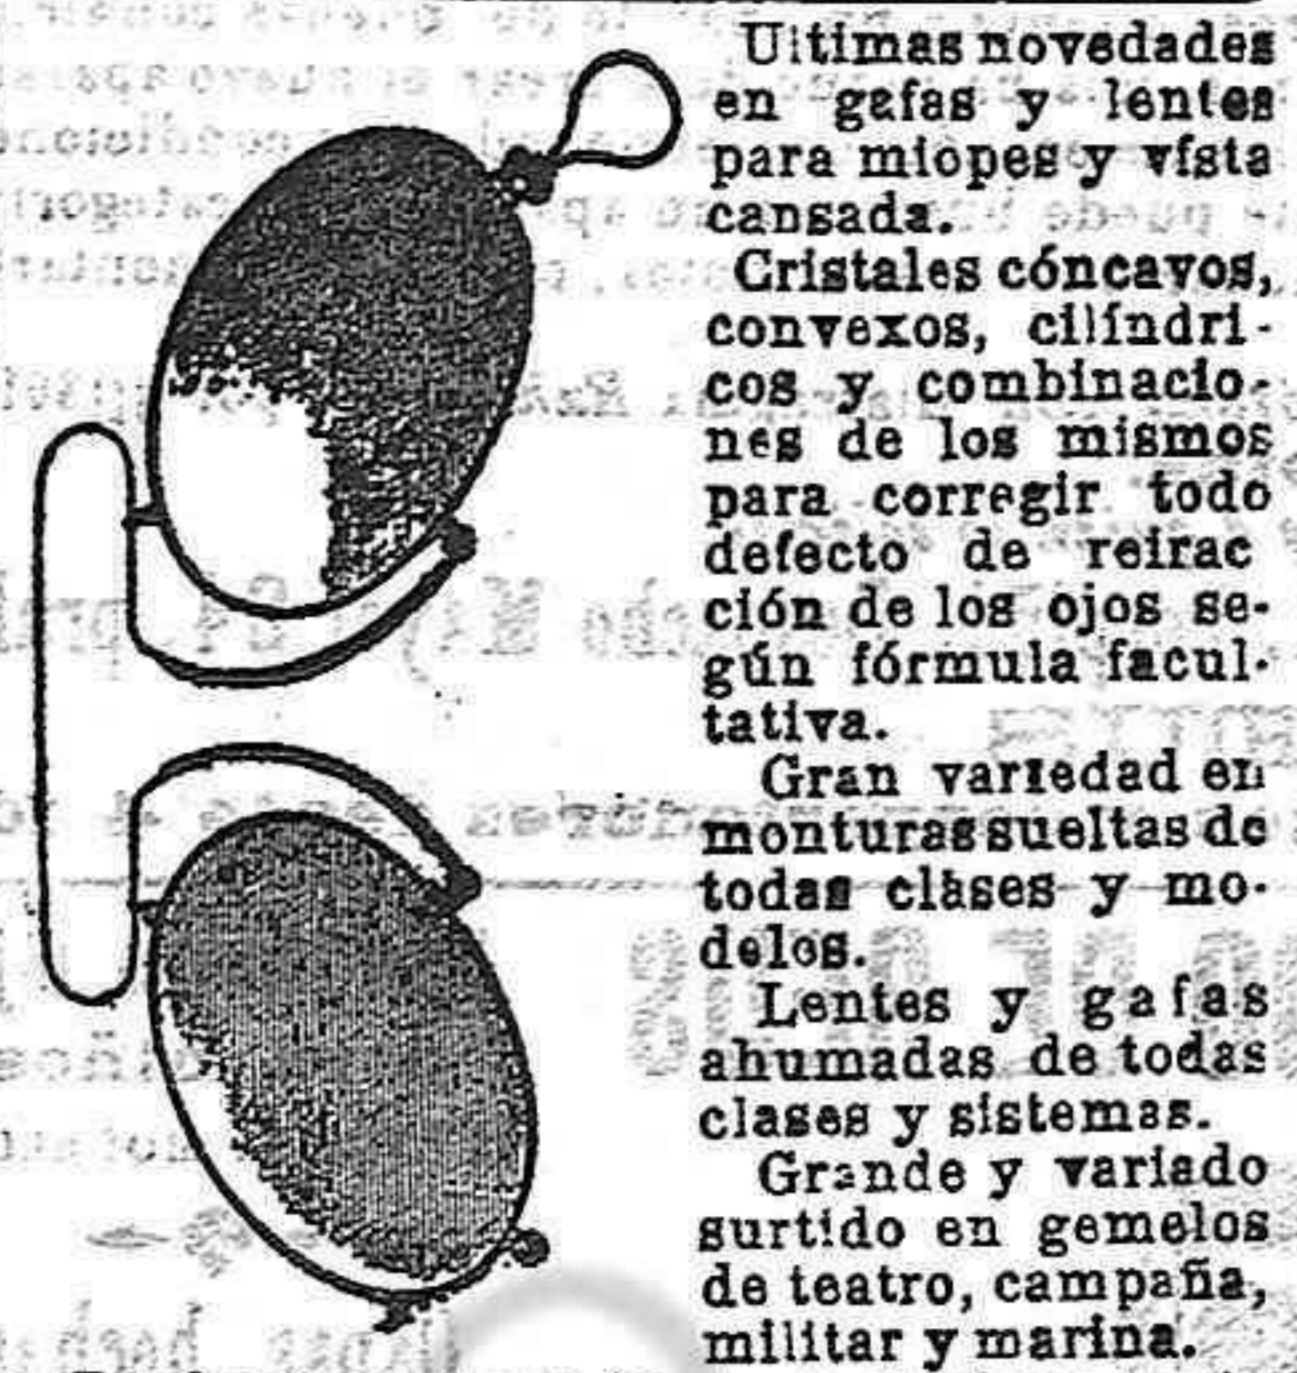 Ultimas novedades
en gafas y lentes
para miopes y vista
cansada.
Cristales cóncavos,
convexos, cilíndri-
cos y combinacio-
nes de los mismos
para corregir todo
defecto de refrac
ción de los ojos se-
gún fórmula facul-
tativa.
Gran variedad en
monturas sueltas de
todas clases y mo-
delos.
Lentes y gafas
ahumadas de todas
clases y sistemas.
Grande y variado
surtido en gemelos
de teatro, campaña,
militar y marina.